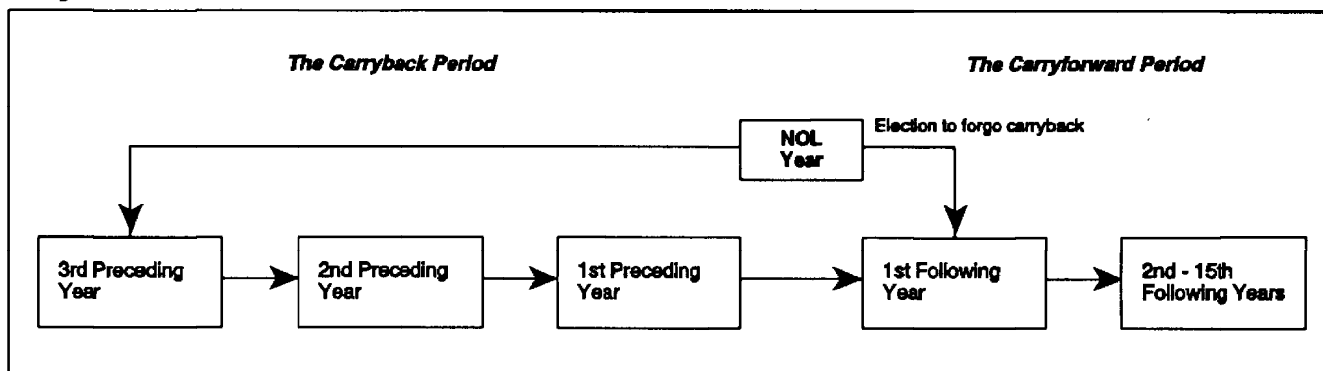 The Carryback Period
The Carryforward Period
NOL
Year
Election to forgo carryback
3rd Preceding
Year
2nd Preceding
Year
1st Preceding
Year
1st Following
Year
2nd - 15th
Following Years